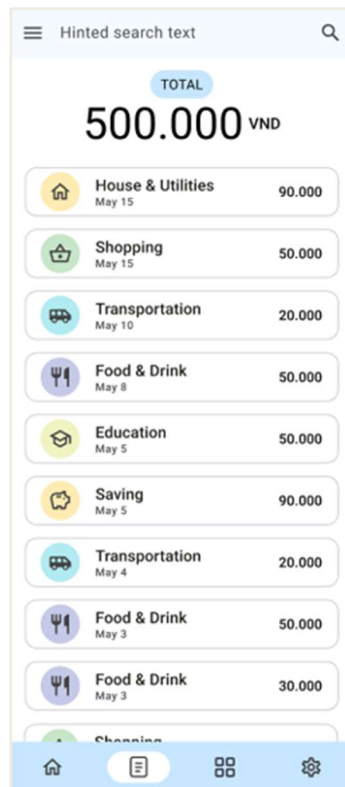 Hinted search text
TOTAL
500.000 VND
House & Utilities
May 15
90.000
Shopping
May 15
50.000
Transportation
May 10
20.000
Food & Drink
May 8
50.000
Education
May 5
50.000
Saving
May 5
90.000
Transportation
May 4
20.000
Food & Drink
May 3
50.000
Food & Drink
May 3
30.000
Shopping